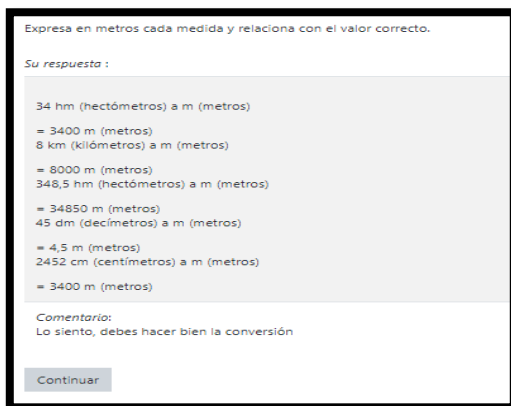 Expresa en metros cada medida y relaciona con el valor correcto.
Su respuesta :
34 hm (hectómetros) a m (metros)
= 3400 m (metros)
8 km (kilómetros) a m (metros)
= 8000 m (metros)
348,5 hm (hectómetros) a m (metros)
= 34850 m (metros)
45 dm (decímetros) a m (metros)
= 4,5 m (metros)
2452 cm (centímetros) a m (metros)
= 3400 m (metros)
Comentario:
Lo siento, debes hacer bien la conversión
Continuar